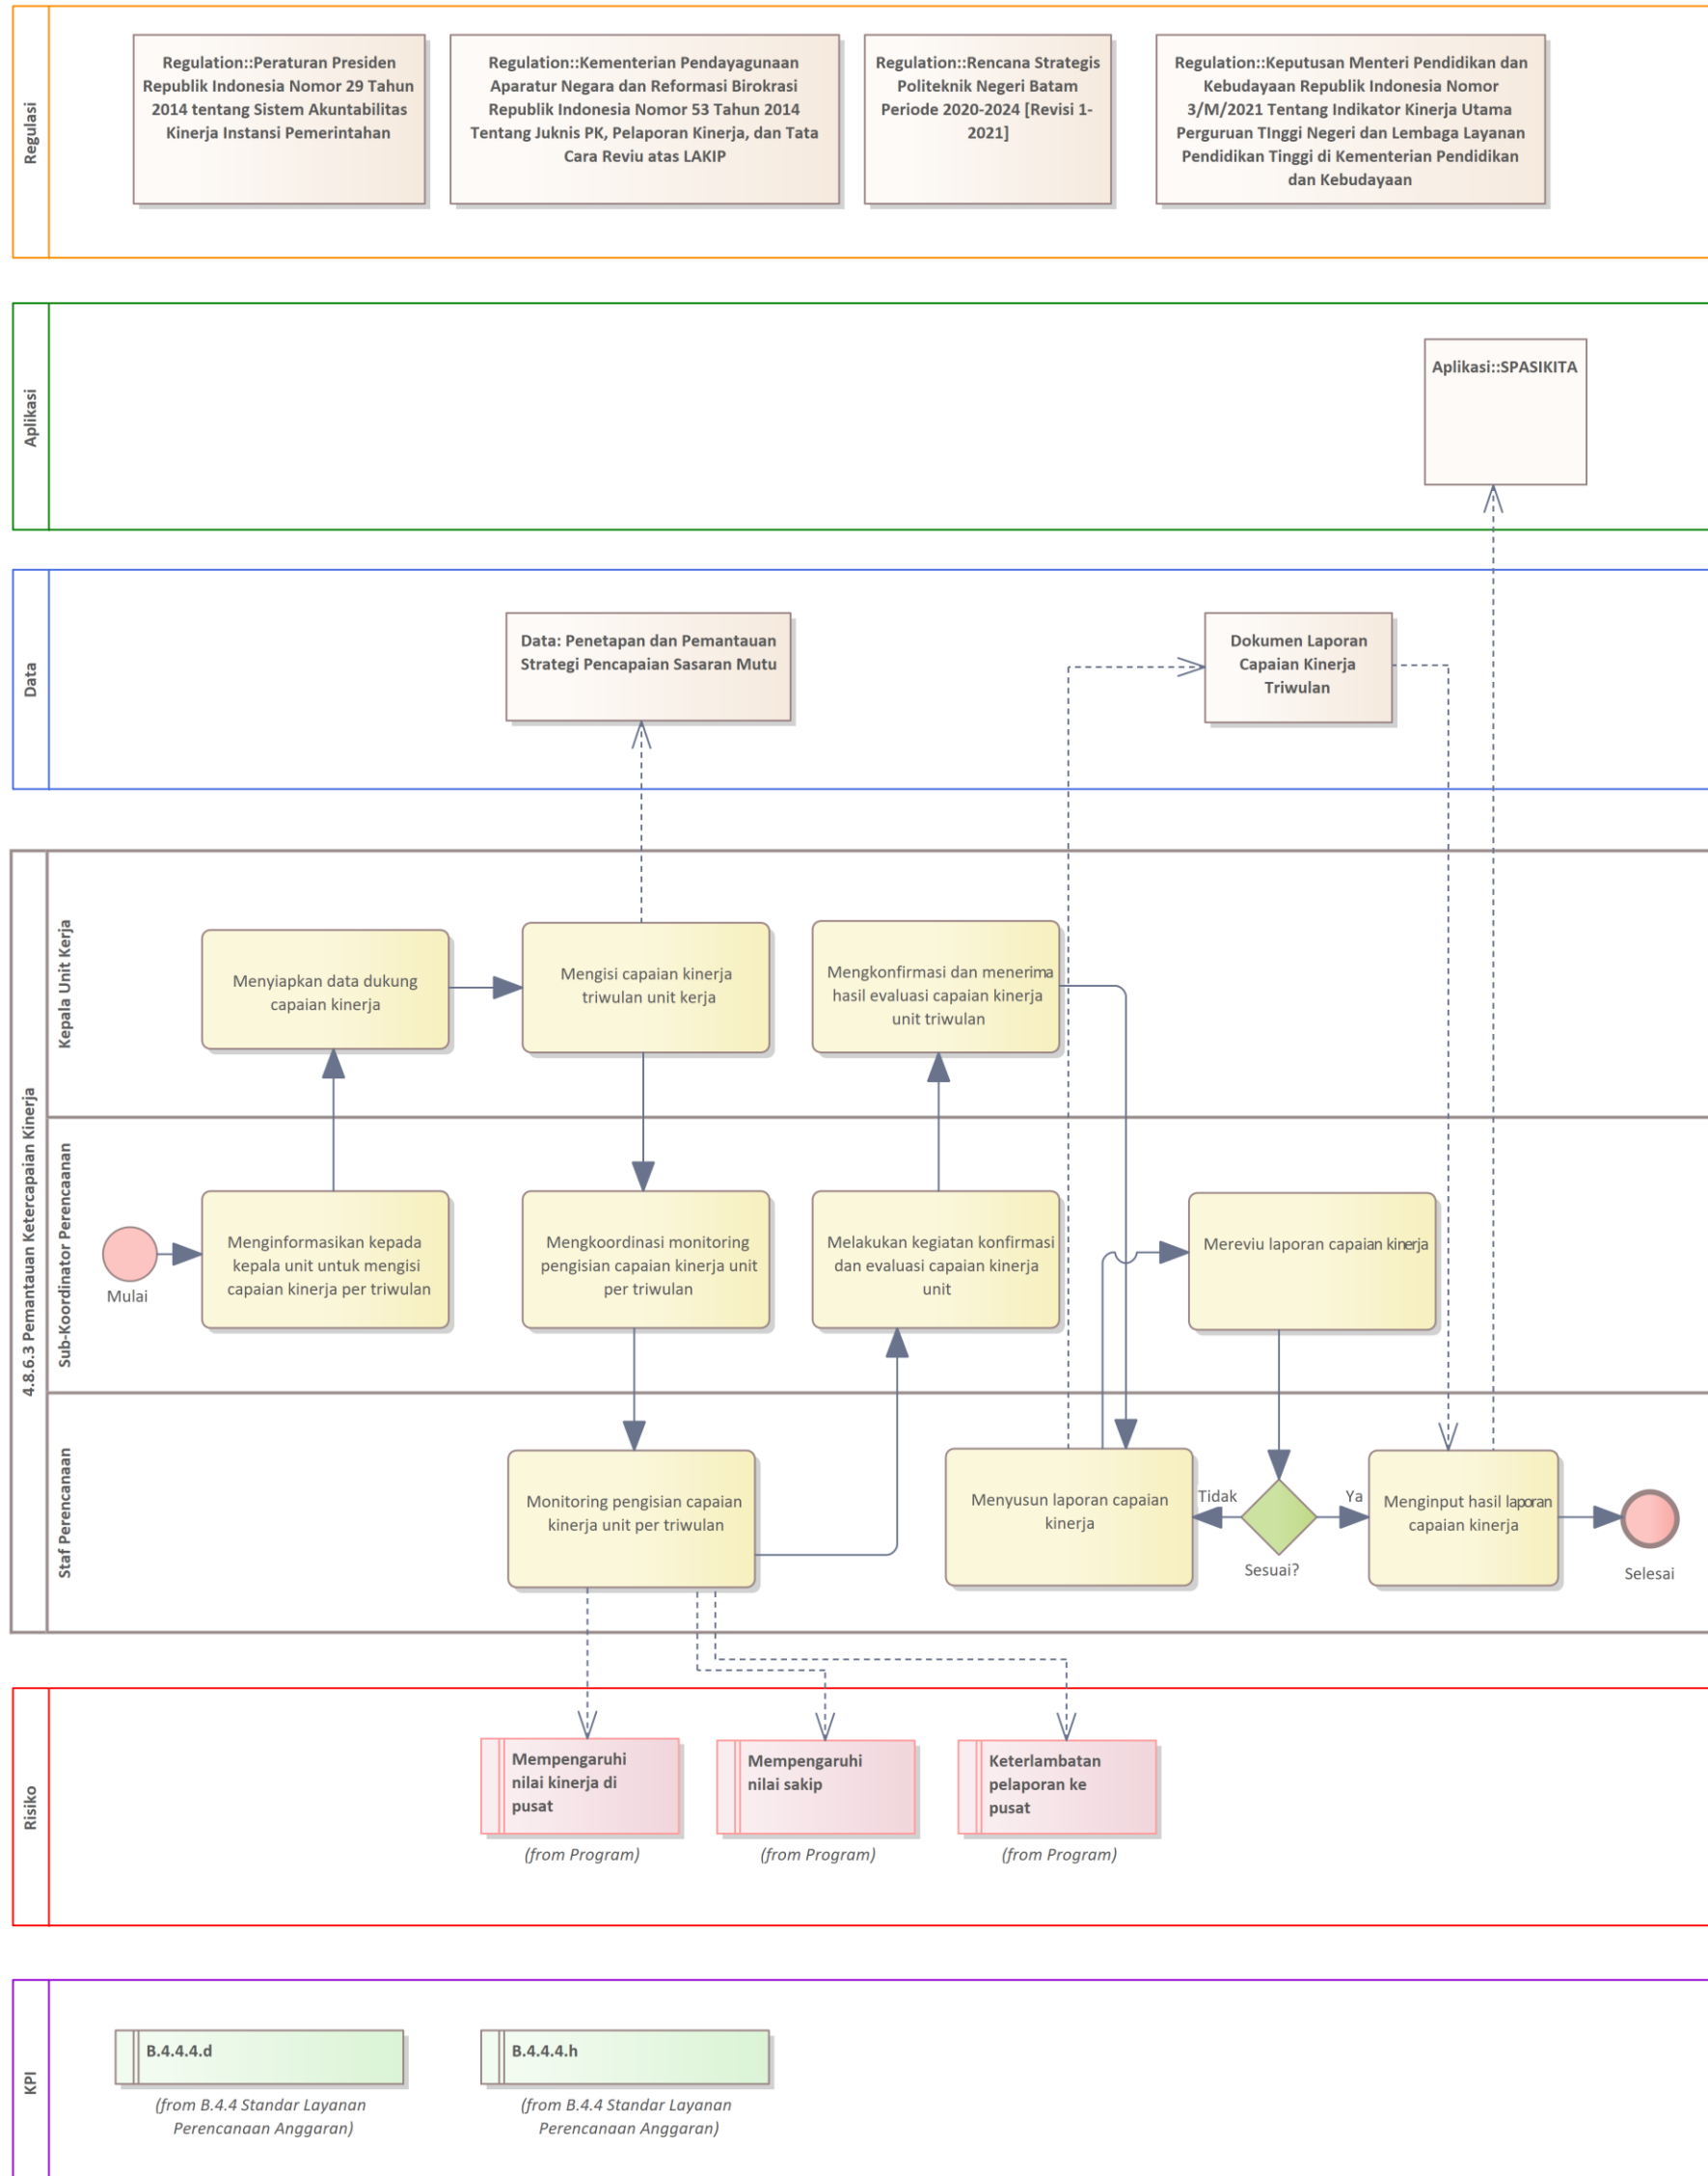 Regulasi
Regulation::Peraturan Presiden
Republik Indonesia Nomor 29 Tahun
2014 tentang Sistem Akuntabilitas
Kinerja Instansi Pemerintahan
Regulation::Kementerian Pendayagunaan
Aparatur Negara dan Reformasi Birokrasi
Republik Indonesia Nomor 53 Tahun 2014
Tentang Juknis PK, Pelaporan Kinerja, dan Tata
Cara Reviu atas LAKIP
Regulation::Rencana Strategis
Politeknik Negeri Batam
Periode 2020-2024 [Revisi 1-
2021]
Regulation::Keputusan Menteri Pendidikan dan
Kebudayaan Republik Indonesia Nomor
3/M/2021 Tentang Indikator Kinerja Utama
Perguruan TInggi Negeri dan Lembaga Layanan
Pendidikan Tinggi di Kementerian Pendidikan
dan Kebudayaan
Aplikasi
Aplikasi::SPASIKITA
Data
Data: Penetapan dan Pemantauan
Strategi Pencapaian Sasaran Mutu
Dokumen Laporan
Capaian Kinerja
Triwulan
4.8.6.3 Pemantauan Ketercapaian Kinerja
Kepala Unit Kerja
Menyiapkan data dukung
capaian kinerja
Mengisi capaian kinerja
triwulan unit kerja
Mengkonfirmasi dan menerima
hasil evaluasi capaian kinerja
unit triwulan
Sub-Koordinator Perencaanan
Mulai
Menginformasikan kepada
kepala unit untuk mengisi
capaian kinerja per triwulan
Mengkoordinasi monitoring
pengisian capaian kinerja unit
per triwulan
Melakukan kegiatan konfirmasi
dan evaluasi capaian kinerja
unit
Mereviu laporan capaian kinerja
Staf Perencanaan
Monitoring pengisian capaian
kinerja unit per triwulan
Menyusun laporan capaian
kinerja
Tidak
Sesuai?
Ya
Menginput hasil laporan
capaian kinerja
Selesai
Risiko
Mempengaruhi
nilai kinerja di
pusat
(from Program)
Mempengaruhi
nilai sakip
(from Program)
Keterlambatan
pelaporan ke
pusat
(from Program)
KPI
B.4.4.4.d
(from B.4.4 Standar Layanan
Perencanaan Anggaran)
B.4.4.4.h
(from B.4.4 Standar Layanan
Perencanaan Anggaran)